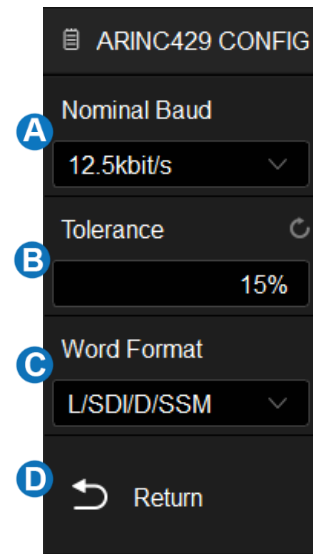 ARINC429 CONFIG
Nominal Baud
A
12.5kbit/s
Tolerance
B
15%
Word Format
C
L/SDI/D/SSM
D
Return